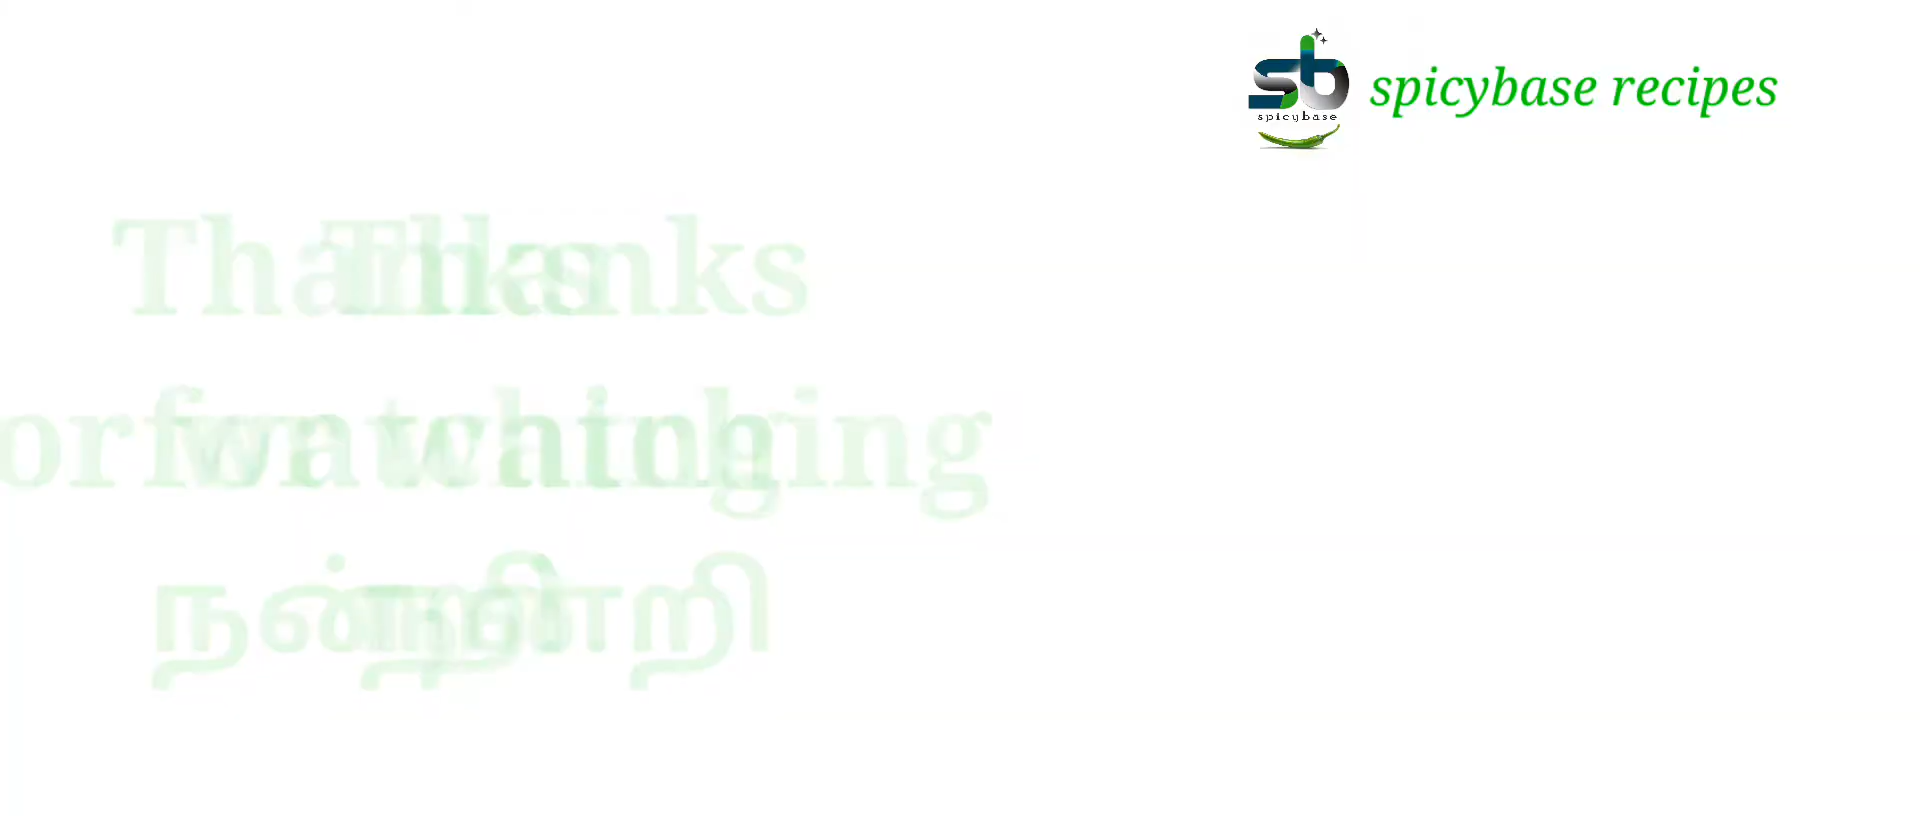 spicybase
spicybase recipes
Thanks
for watching
நன்றி